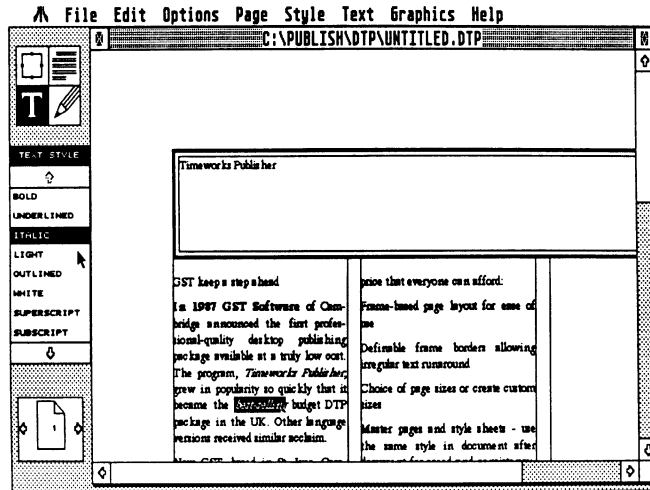 File Edit Options Page Style Text Graphics Help
C:\PUBLISH\DTP\UNTITLED.DTP
T
TEXT STYLE
BOLD
UNDERLINED
ITALIC
LIGHT
OUTLINED
WHITE
SUPERSCRIPT
SUBSCRIPT
1
Timeworks Publisher
GST keep a step ahead
In 1987 GST Software of Cam-
bridge announced the first profes-
sional-quality desktop publishing
package available at a truly low cost.
The program, Timeworks Publisher,
grew in popularity so quickly that it
became the best-selling budget DTP
package in the UK. Other language
versions received similar acclaim.
price that everyone can afford:
Frame-based page layout for ease of
use
Definable frame borders allowing
irregular text runaround
Choice of page sizes or create custom
sizes
Master pages and style sheets - use
the same style in document after